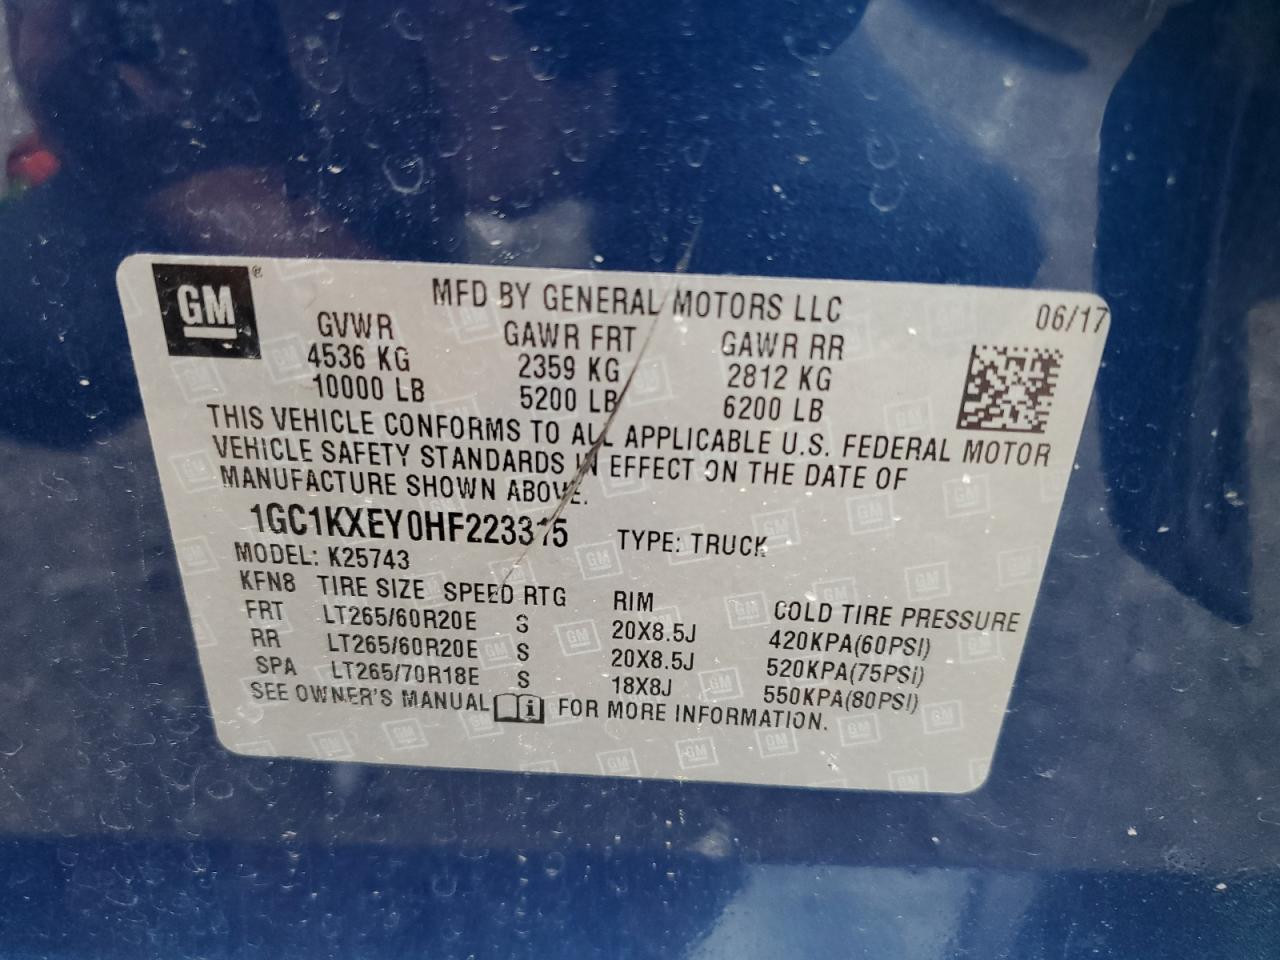 GM®
MFD BY GENERAL MOTORS LLC 06/17
GVWR GAWR FRT GAWR RR
4536 KG 2359 KG 2812 KG
10000 LB 5200 LB 6200 LB
THIS VEHICLE CONFORMS TO ALL APPLICABLE U.S. FEDERAL MOTOR
VEHICLE SAFETY STANDARDS IN EFFECT ON THE DATE OF
MANUFACTURE SHOWN ABOVE.
1GC1KXEY0HF223315 TYPE: TRUCK
MODEL: K25743
KFN8 TIRE SIZE SPEED RTG RIM COLD TIRE PRESSURE
FRT LT265/60R20E S 20X8.5J 420KPA(60PSI)
RR LT265/60R20E S 20X8.5J 520KPA(75PSI)
SPA LT265/70R18E S 18X8J 550KPA(80PSI)
SEE OWNER'S MANUAL i FOR MORE INFORMATION.